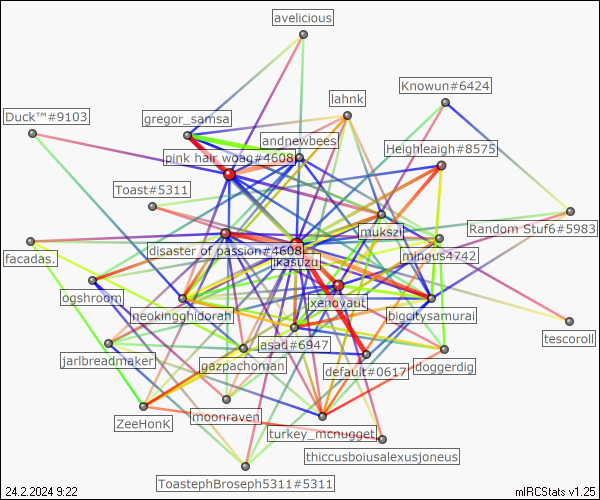 avelicious
Knowun#6424
lahnk
Duck™#9103
gregor_samsa
andnewbees
Heighleaigh#8575
pink hair woag#4608
Toast#5311
Random Stuf6#5983
mukszi
disaster of passion#4608
mingus4742
facadas.
ikasuzu
ogshroom
xenoyaut
neokingghidorah
bigcitysamurai
tescoroll
asad#6947
jarlbreadmaker
gazpachoman
default#0617
doggerdig
moonraven
ZeeHonK
turkey_mcnugget
thiccusboiusalexusjoneus
ToastephBroseph5311#5311
24.2.2024 9:22
mIRCStats v1.25